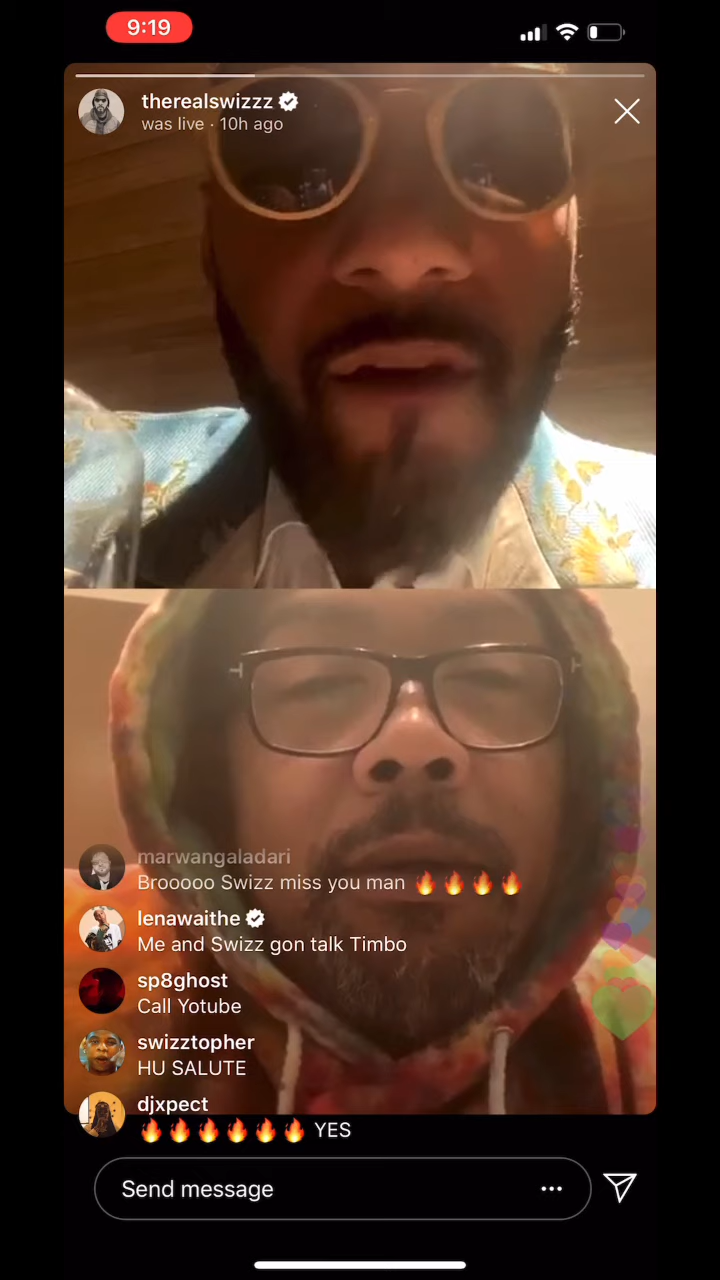 9:19
therealswizzz
was live · 10h ago
marwangaladari
Brooooo Swizz miss you man 🔥🔥🔥🔥
lenawaithe
Me and Swizz gon talk Timbo
sp8ghost
Call Yotube
swizztopher
HU SALUTE
djxpect
🔥🔥🔥🔥🔥🔥 YES
Send message